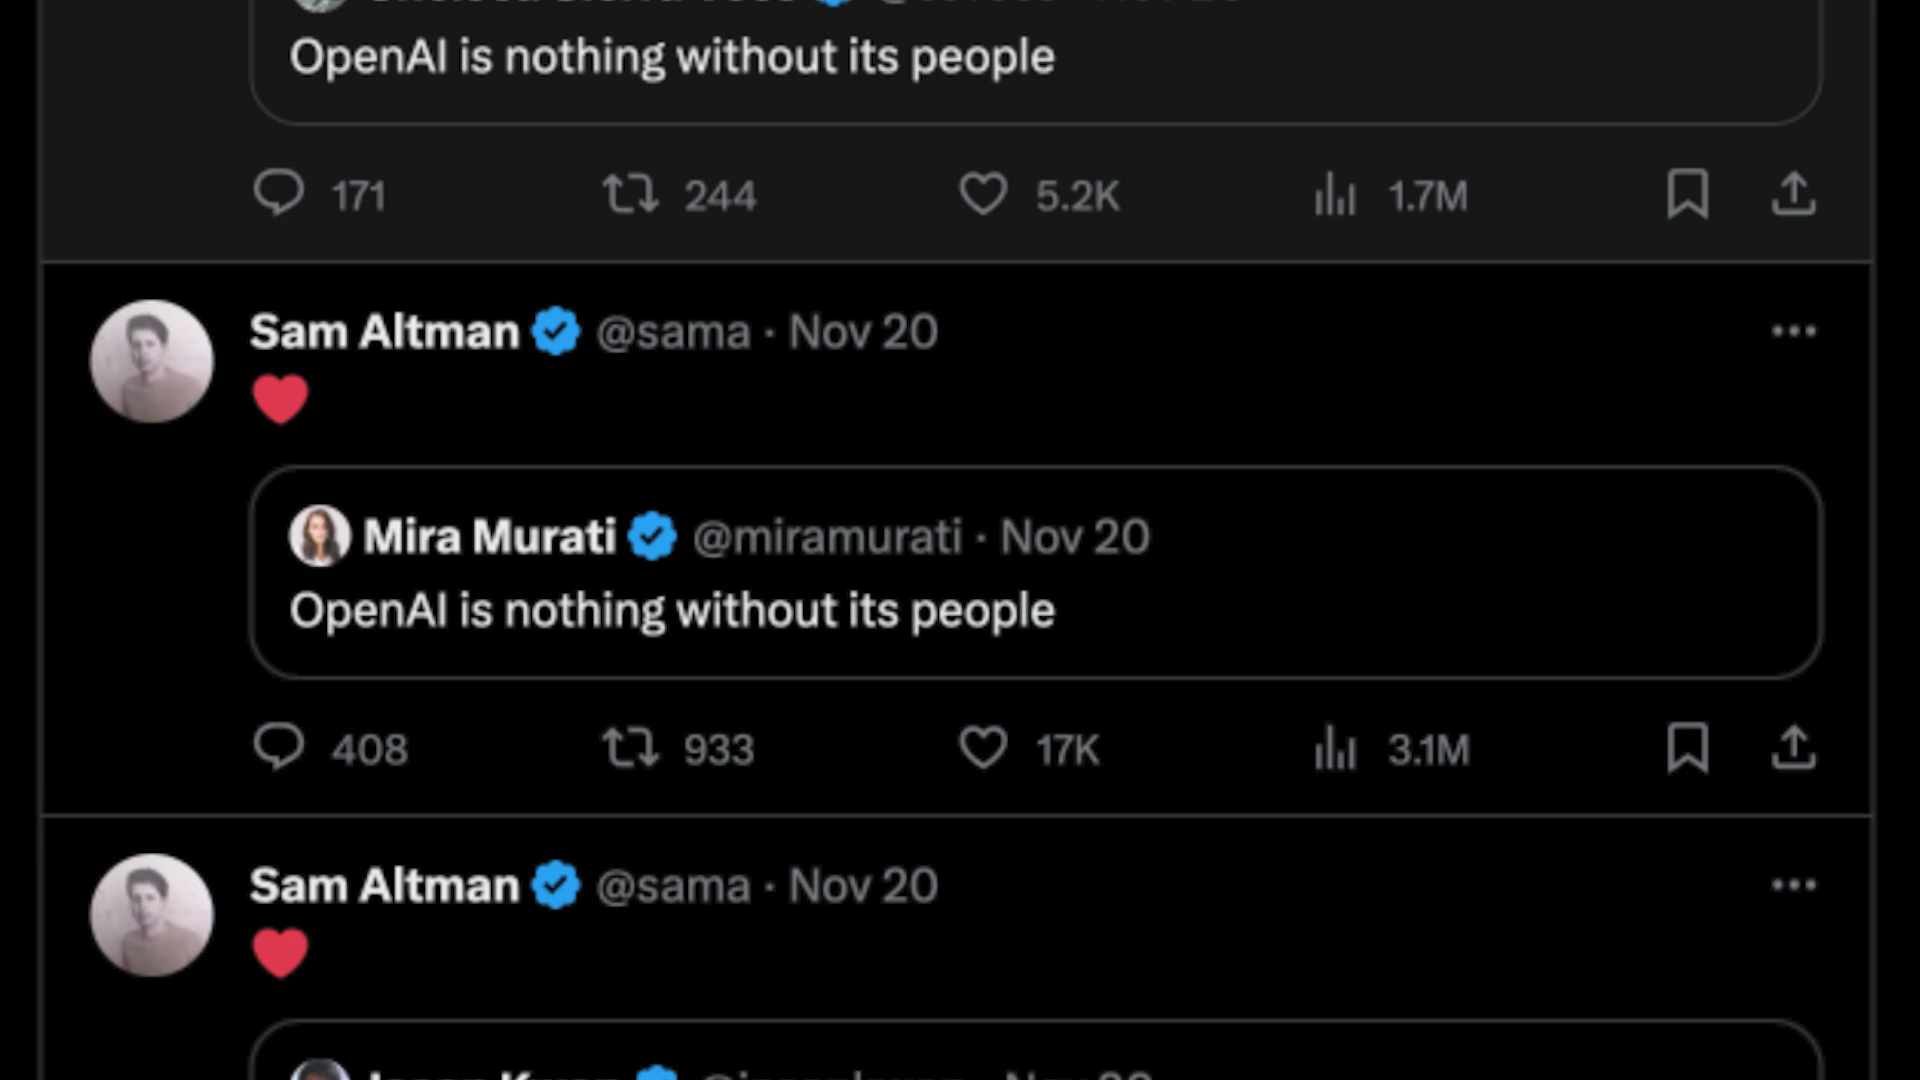 OpenAI is nothing without its people
171 244 5.2K 1.7M
Sam Altman @sama · Nov 20
❤️
Mira Murati @miramurati · Nov 20
OpenAI is nothing without its people
408 933 17K 3.1M
Sam Altman @sama · Nov 20
❤️